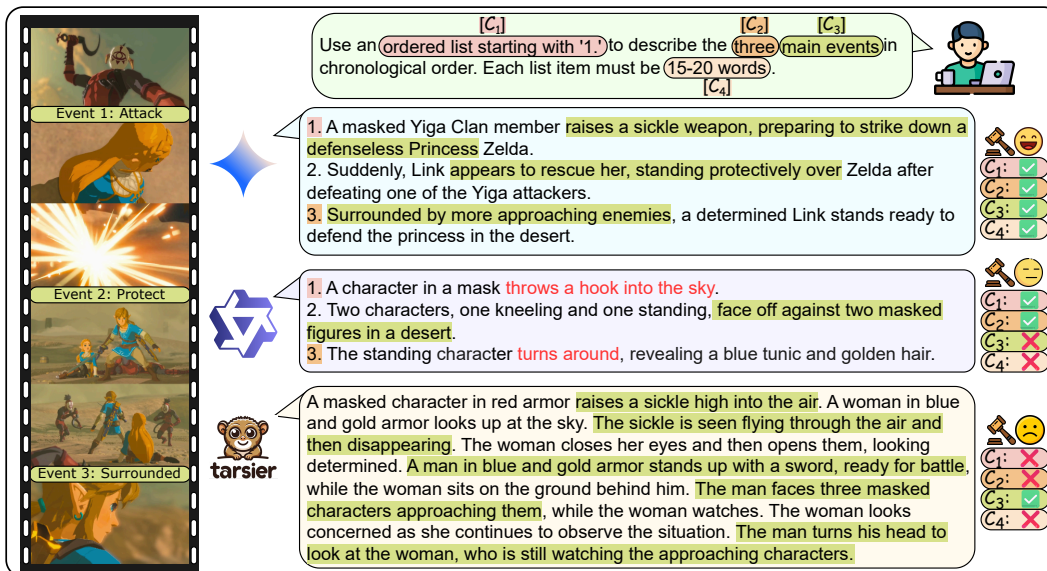 [C1] [C2] [C3]
Use an ordered list starting with '1.' to describe the three main events in
chronological order. Each list item must be 15-20 words.
[C4]
Event 1: Attack
Event 2: Protect
Event 3: Surrounded
1. A masked Yiga Clan member raises a sickle weapon, preparing to strike down a
defenseless Princess Zelda.
2. Suddenly, Link appears to rescue her, standing protectively over Zelda after
defeating one of the Yiga attackers.
3. Surrounded by more approaching enemies, a determined Link stands ready to
defend the princess in the desert.
C1:
C2:
C3:
C4:
1. A character in a mask throws a hook into the sky.
2. Two characters, one kneeling and one standing, face off against two masked
figures in a desert.
3. The standing character turns around, revealing a blue tunic and golden hair.
C1:
C2:
C3:
C4:
tarsier
A masked character in red armor raises a sickle high into the air. A woman in blue
and gold armor looks up at the sky. The sickle is seen flying through the air and
then disappearing. The woman closes her eyes and then opens them, looking
determined. A man in blue and gold armor stands up with a sword, ready for battle,
while the woman sits on the ground behind him. The man faces three masked
characters approaching them, while the woman watches. The woman looks
concerned as she continues to observe the situation. The man turns his head to
look at the woman, who is still watching the approaching characters.
C1:
C2:
C3:
C4: